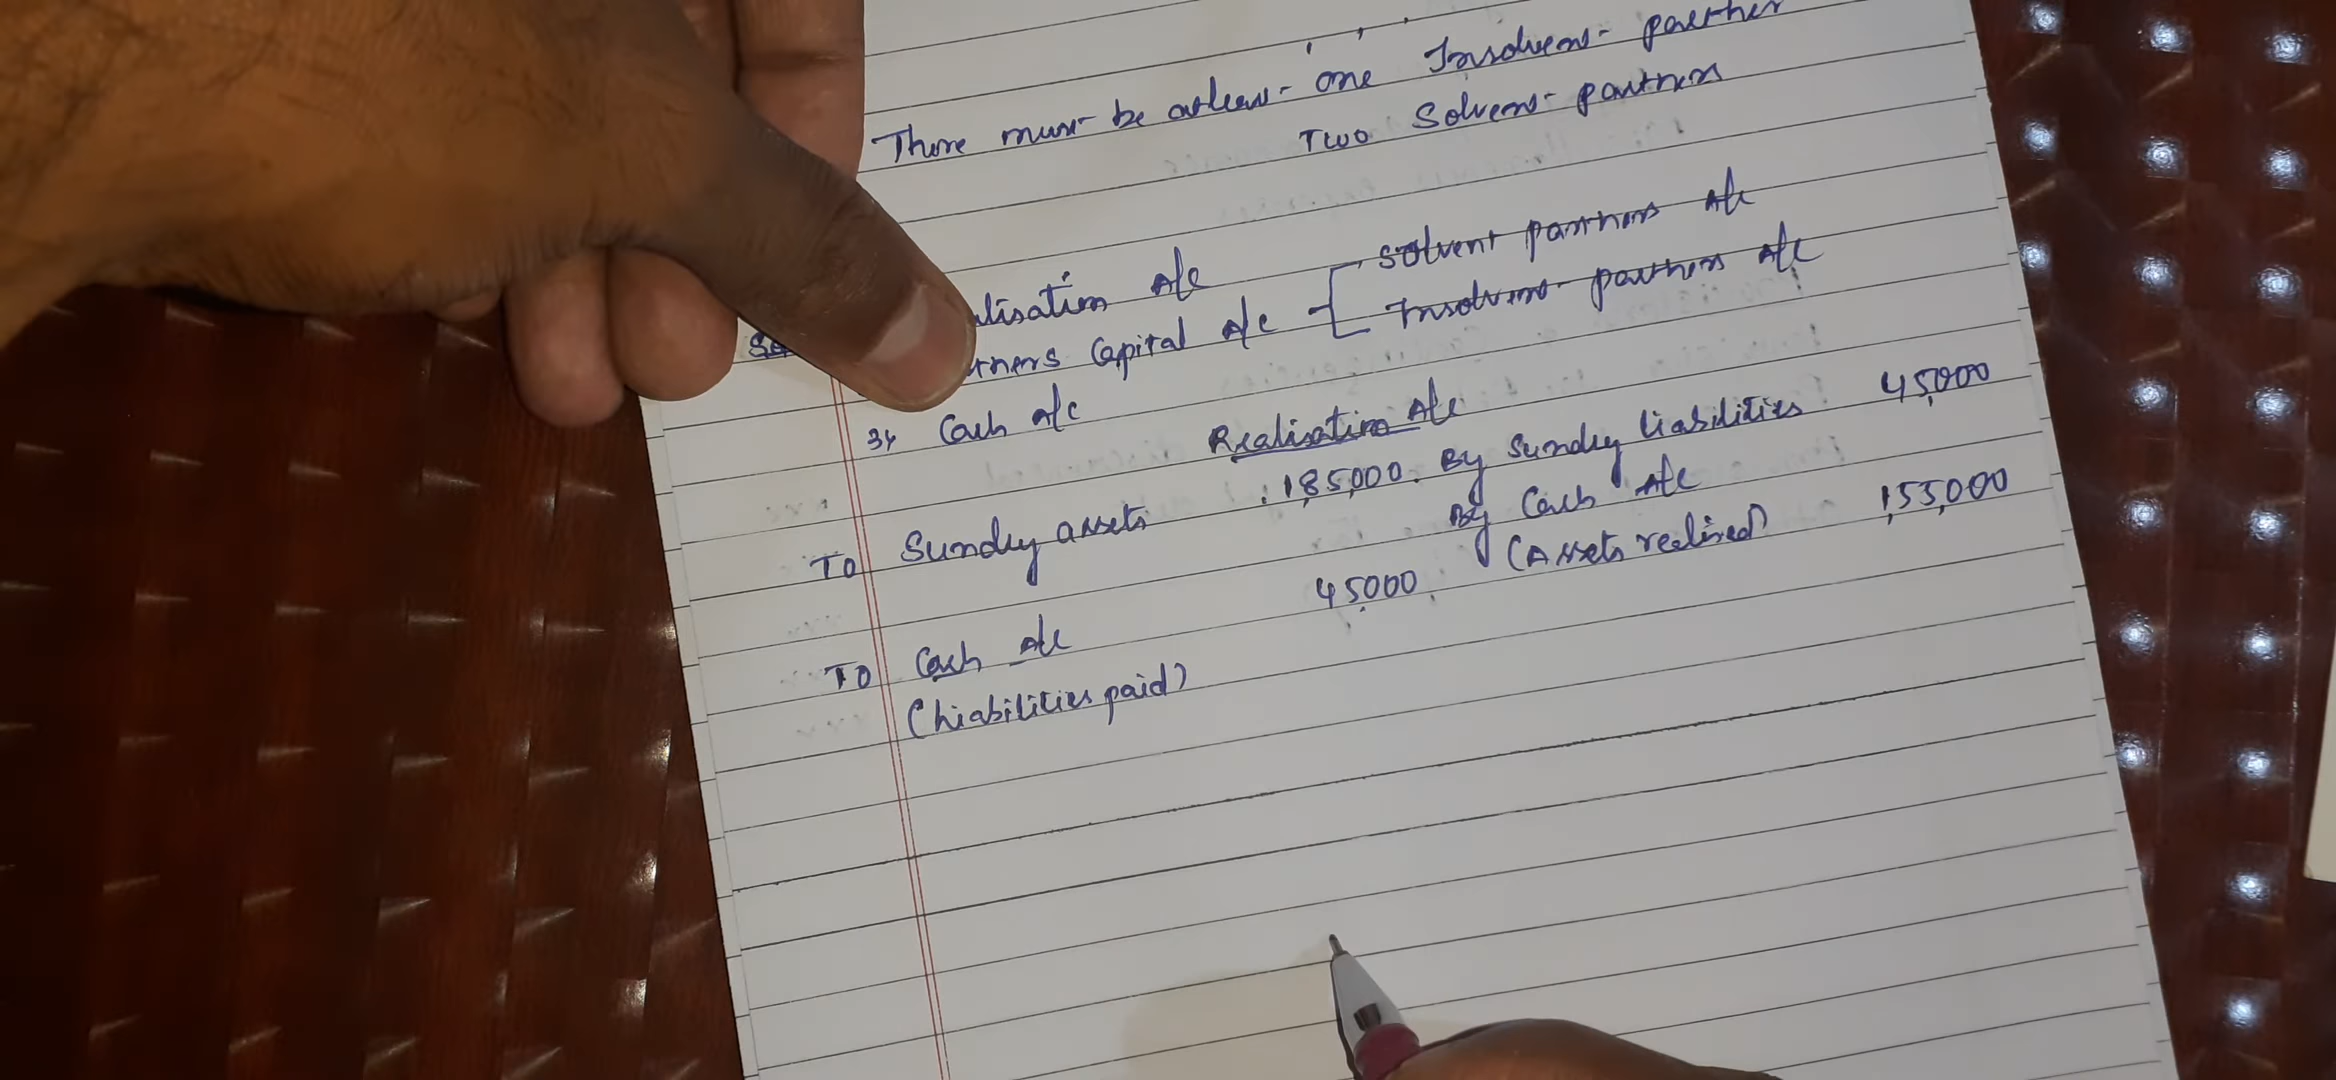 There must be atleast one Insolvent partner
Two Solvent partners
alisation A/c
rtners Capital A/c { Solvent partners A/c
Insolvent partners A/c
3) Cash A/c
Realisation A/c
To Sundry assets 1,85,000. By Sundry liabilities 45,000
By Cash A/c
(Assets realised) 1,55,000
To Cash A/c 45,000
(Liabilities paid)